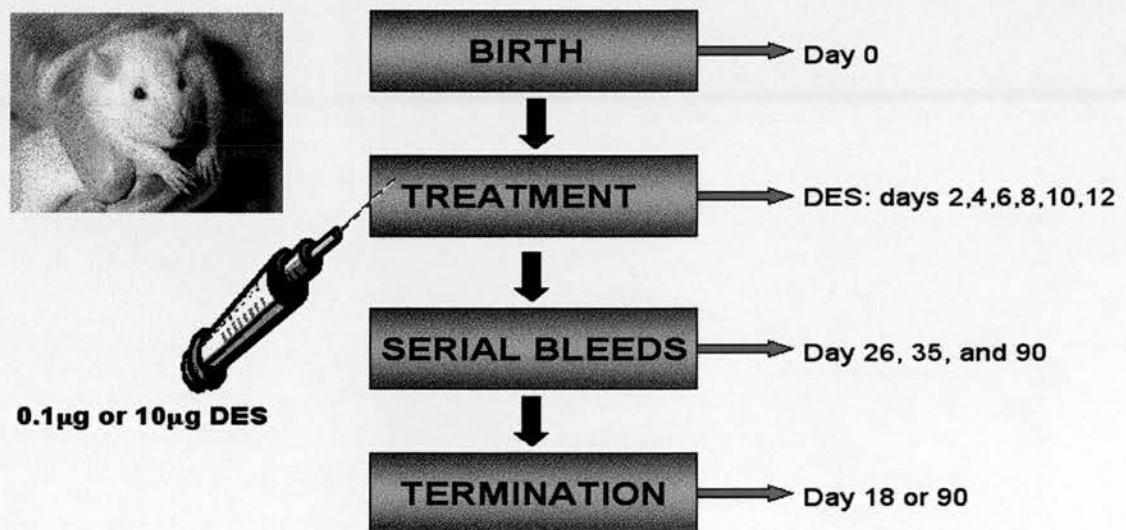 BIRTH
Day 0
TREATMENT
DES: days 2,4,6,8,10,12
SERIAL BLEEDS
Day 26, 35, and 90
0.1µg or 10µg DES
TERMINATION
Day 18 or 90